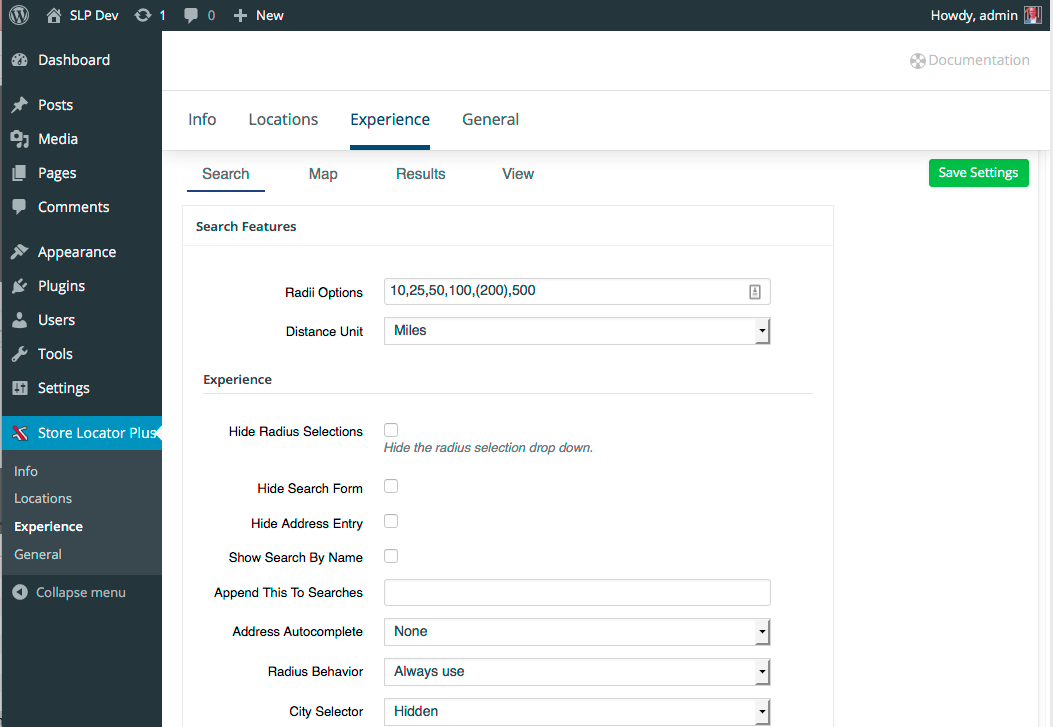 SLP Dev 1 0 New Howdy, admin
Dashboard
Posts
Media
Pages
Comments
Appearance
Plugins
Users
Tools
Settings
Store Locator Plus
Info
Locations
Experience
General
Collapse menu
Documentation
Info Locations Experience General
Search Map Results View Save Settings
Search Features
Radii Options 10,25,50,100,(200),500
Distance Unit Miles
Experience
Hide Radius Selections
Hide the radius selection drop down.
Hide Search Form
Hide Address Entry
Show Search By Name
Append This To Searches
Address Autocomplete None
Radius Behavior Always use
City Selector Hidden